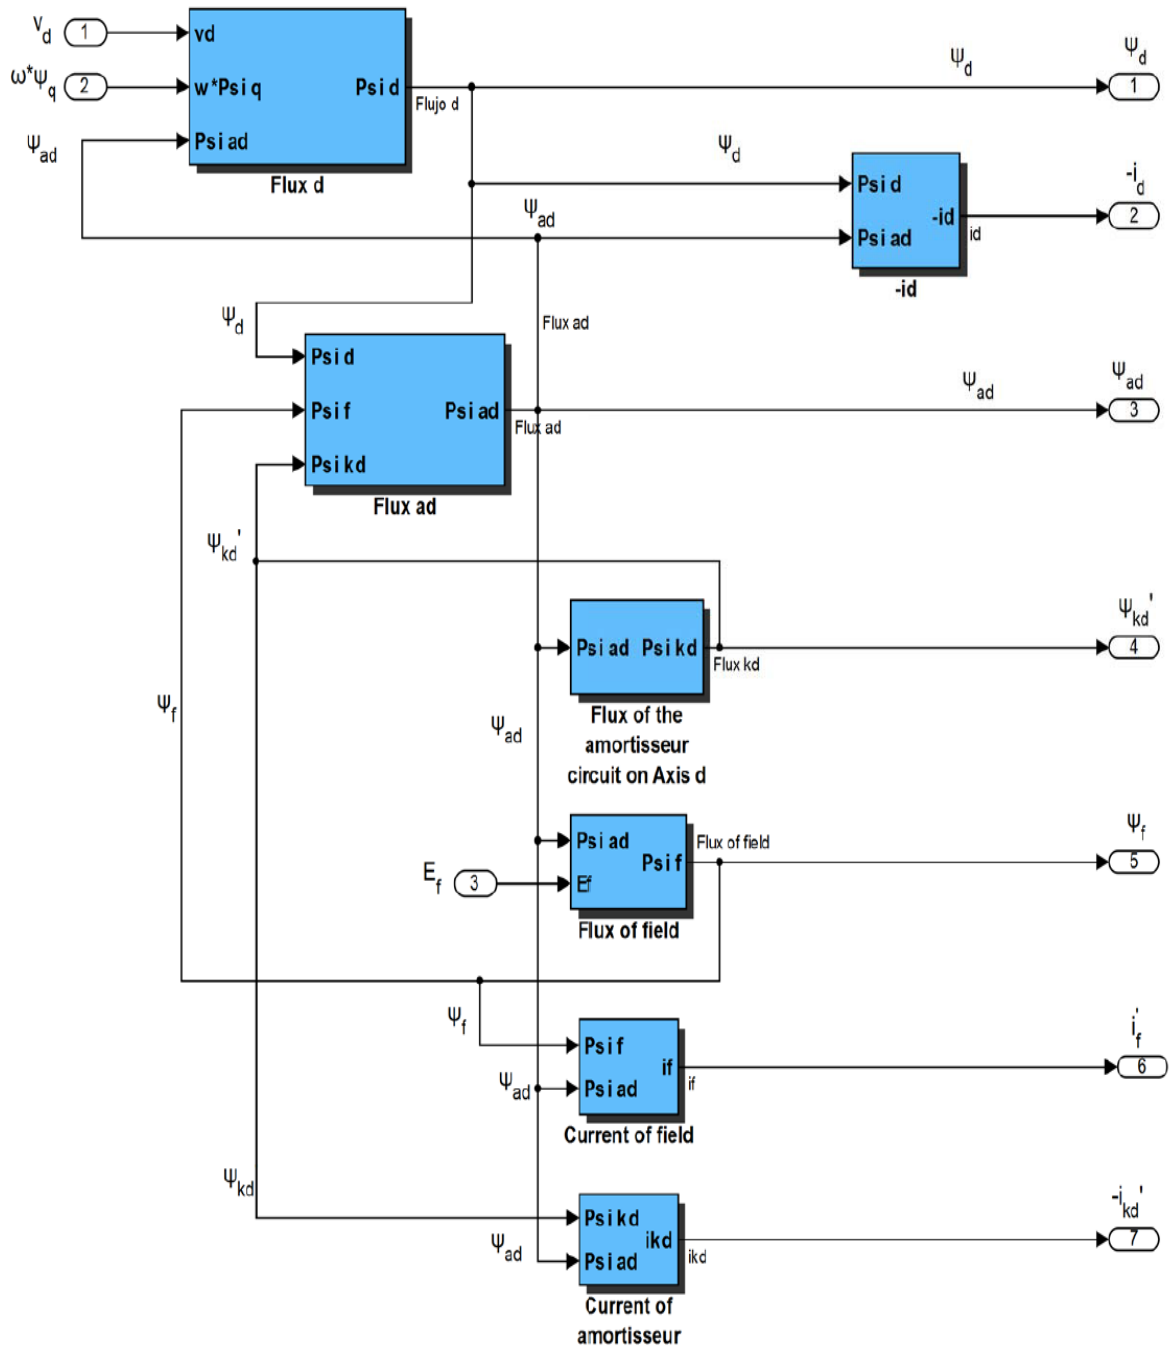 vd
1
ω*ψq
2
ψad
vd
w*Psiq
Psiad
Psid
Flujo d
Flux d
ψd
ψd
1
ψd
ψad
Psid
Psiad
-id
id
-id
-id
2
ψd
Flux ad
Psid
Psif
Psikd
Psiad
Flux ad
Flux ad
ψad
ψad
3
ψkd'
ψf
Psiad Psikd
Flux kd
Flux of the
amortisseur
circuit on Axis d
ψkd'
4
ψad
Ef
3
Psiad
Ef
Psif
Flux of field
Flux of field
ψf
5
ψf
ψad
Psif
Psiad
if
if
Current of field
i'f
6
ψkd
ψad
Psikd
Psiad
ikd
ikd
Current of
amortisseur
-ikd'
7